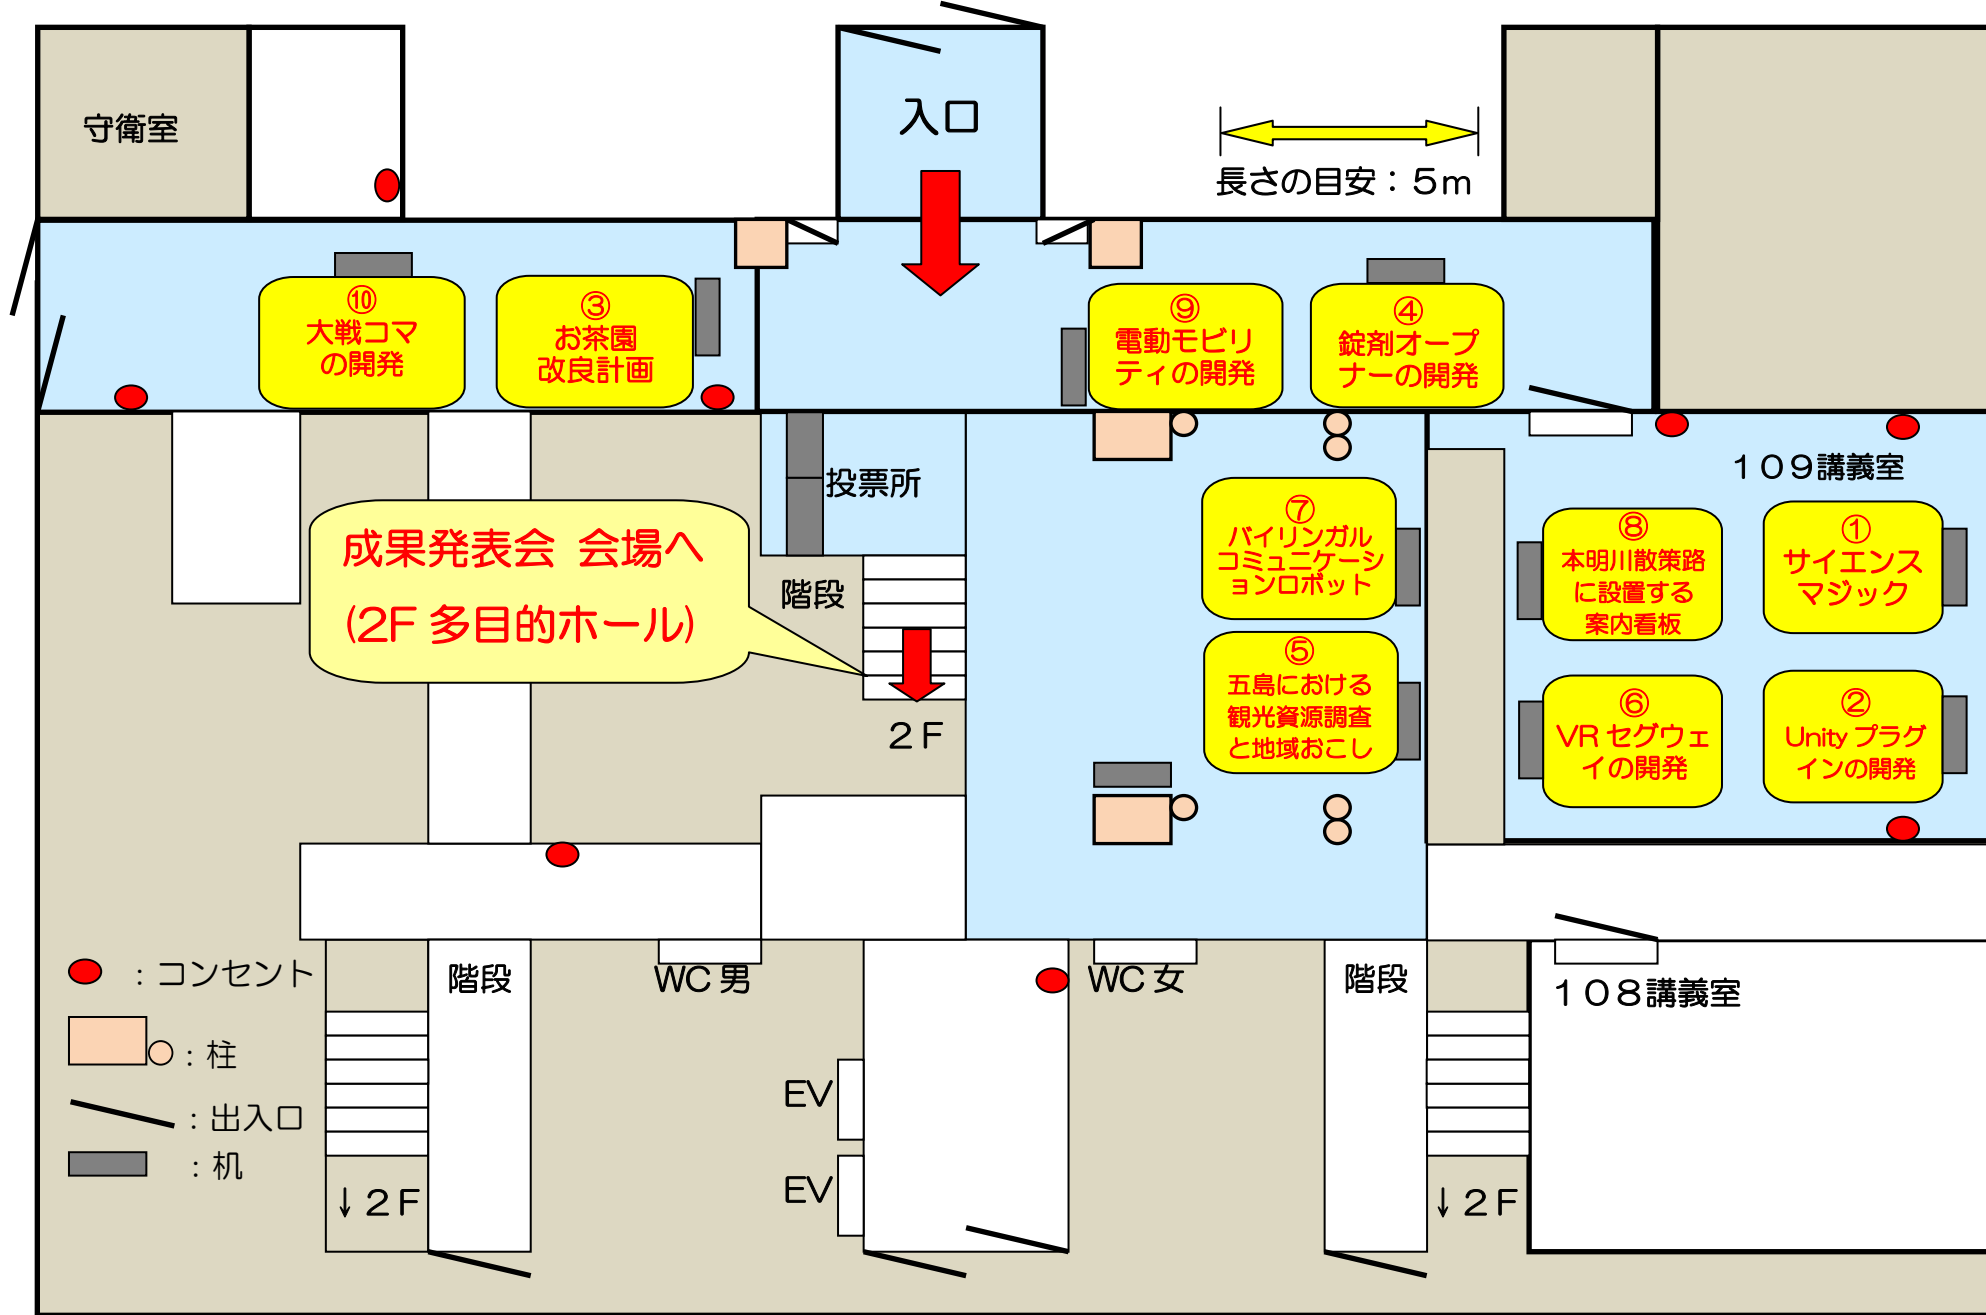 守衛室
入口
長さの目安：５ｍ
⑩
大戦コマ
の開発
③
お茶園
改良計画
⑨
電動モビリ
ティの開発
④
錠剤オープ
ナーの開発
投票所
１０９講義室
成果発表会 会場へ
(2F 多目的ホール)
階段
２Ｆ
⑦
バイリンガル
コミュニケーシ
ョンロボット
⑧
本明川散策路
に設置する
案内看板
①
サイエンス
マジック
⑤
五島における
観光資源調査
と地域おこし
⑥
VR セグウェ
イの開発
②
Unity プラグ
インの開発
：コンセント
：柱
：出入口
：机
階段
WC 男
WC 女
階段
１０８講義室
EV
EV
↓２Ｆ
↓２Ｆ